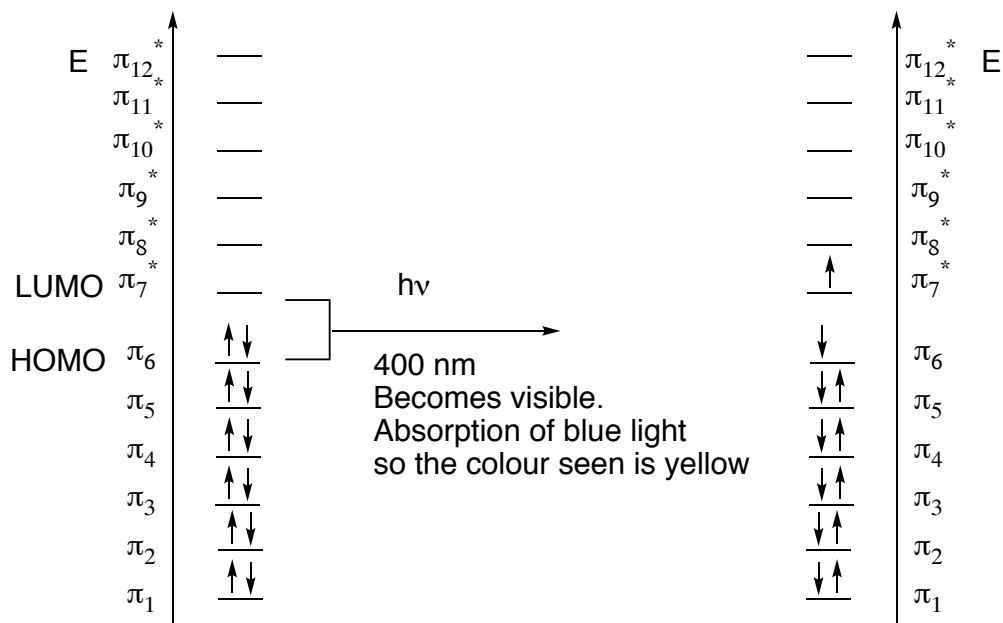 E π12* π12* E
π11* π11*
π10* π10*
π9* π9*
π8* π8*
LUMO π7* hν π7*
HOMO π6 π6
400 nm
Becomes visible.
π5 π5
Absorption of blue light
π4 π4
so the colour seen is yellow
π3 π3
π2 π2
π1 π1